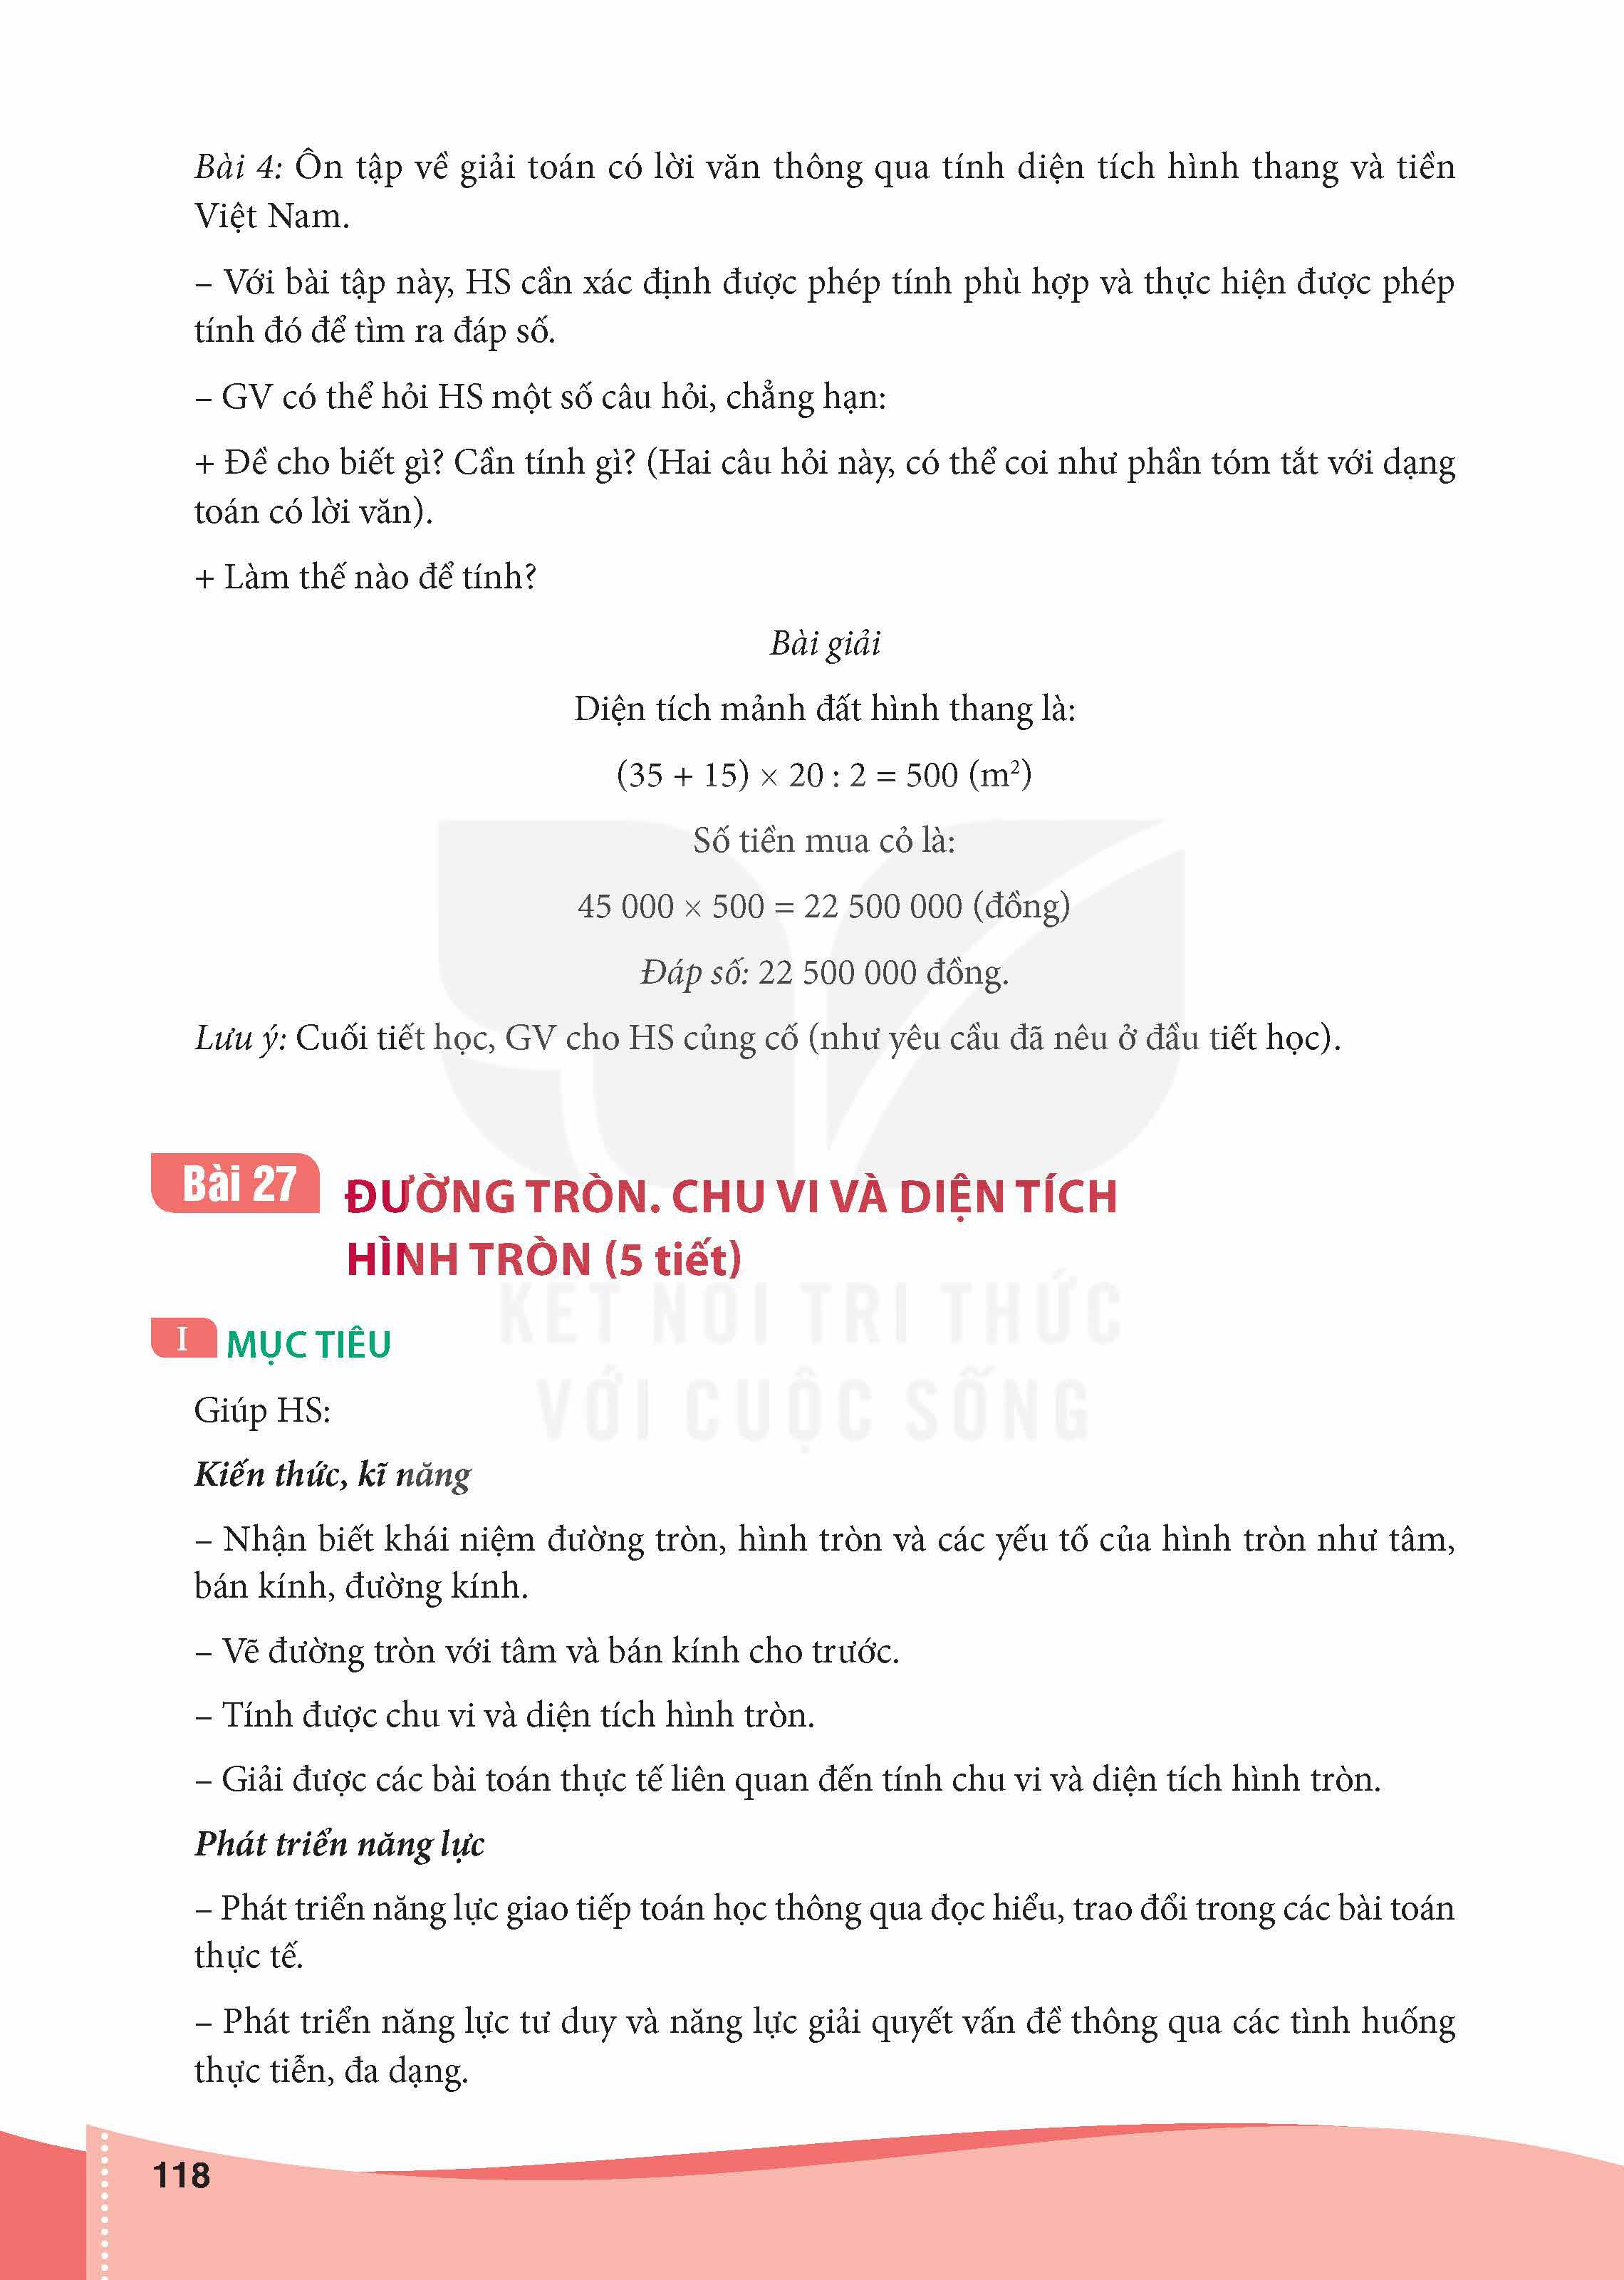 Bài 4: Ôn tập về giải toán có lời văn thông qua tính diện tích hình thang và tiền
Việt Nam.
– Với bài tập này, HS cần xác định được phép tính phù hợp và thực hiện được phép
tính đó để tìm ra đáp số.
– GV có thể hỏi HS một số câu hỏi, chẳng hạn:
+ Đề cho biết gì? Cần tính gì? (Hai câu hỏi này, có thể coi như phần tóm tắt với dạng
toán có lời văn).
+ Làm thế nào để tính?
Bài giải
Diện tích mảnh đất hình thang là:
(35 + 15) × 20 : 2 = 500 (m²)
Số tiền mua cỏ là:
45 000 × 500 = 22 500 000 (đồng)
Đáp số: 22 500 000 đồng.
Lưu ý: Cuối tiết học, GV cho HS củng cố (như yêu cầu đã nêu ở đầu tiết học).
Bài 27
ĐƯỜNG TRÒN. CHU VI VÀ DIỆN TÍCH
HÌNH TRÒN (5 tiết)
KẾT NỐI TRI THỨC
VỚI CUỘC SỐNG
I MỤC TIÊU
Giúp HS:
Kiến thức, kĩ năng
– Nhận biết khái niệm đường tròn, hình tròn và các yếu tố của hình tròn như tâm,
bán kính, đường kính.
– Vẽ đường tròn với tâm và bán kính cho trước.
– Tính được chu vi và diện tích hình tròn.
– Giải được các bài toán thực tế liên quan đến tính chu vi và diện tích hình tròn.
Phát triển năng lực
– Phát triển năng lực giao tiếp toán học thông qua đọc hiểu, trao đổi trong các bài toán
thực tế.
– Phát triển năng lực tư duy và năng lực giải quyết vấn đề thông qua các tình huống
thực tiễn, đa dạng.
118